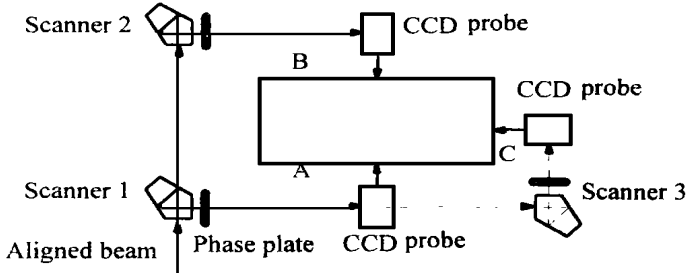 Scanner 2
CCD probe
B
CCD probe
A
C
Scanner 1
Scanner 3
Phase plate
CCD probe
Aligned beam